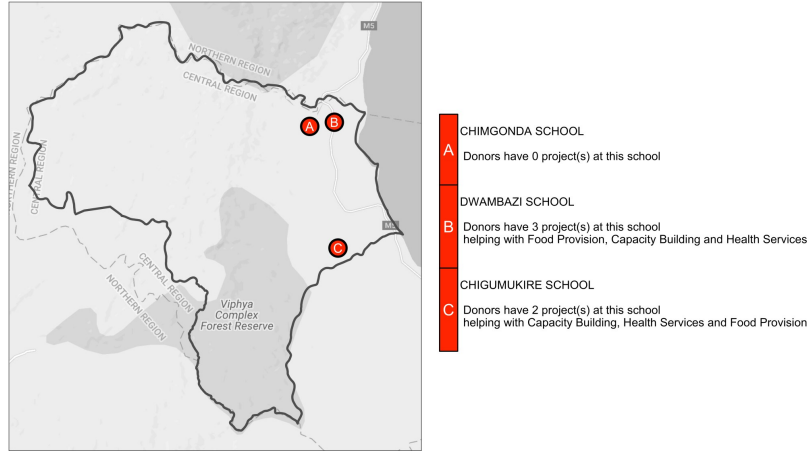 M5
NORTHERN REGION
CENTRAL REGION
A
B
NORTHERN REGION
CENTRAL REGION
C
CENTRAL REGION
NORTHERN REGION
Viphya
Complex
Forest Reserve
A
CHIMGONDA SCHOOL
Donors have 0 project(s) at this school
B
DWAMBAZI SCHOOL
Donors have 3 project(s) at this school
helping with Food Provision, Capacity Building and Health Services
C
CHIGUMUKIRE SCHOOL
Donors have 2 project(s) at this school
helping with Capacity Building, Health Services and Food Provision